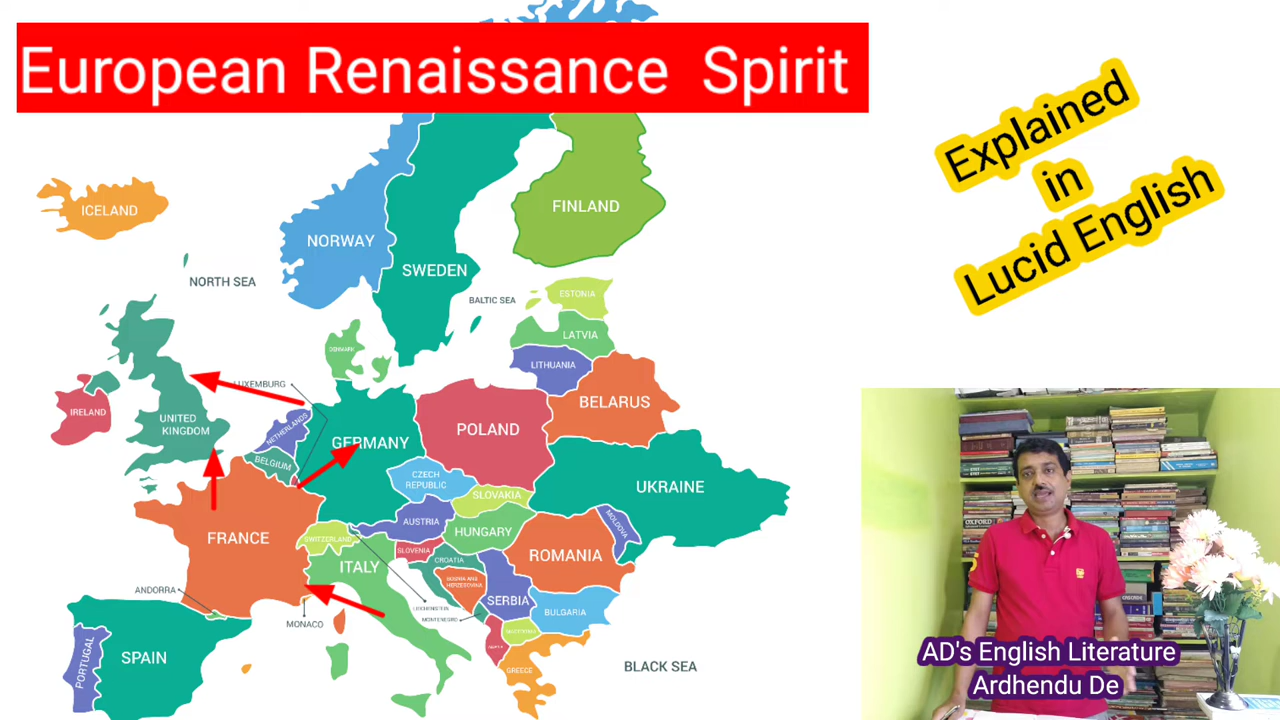 European Renaissance Spirit
Explained
in
Lucid English
ICELAND
FINLAND
NORWAY
SWEDEN
NORTH SEA
BALTIC SEA
ESTONIA
LATVIA
LITHUANIA
DENMARK
LUXEMBURG
BELARUS
IRELAND
UNITED
KINGDOM
NETHERLANDS
BELGIUM
GERMANY
POLAND
CZECH
REPUBLIC
UKRAINE
SLOVAKIA
AUSTRIA
HUNGARY
MOLDOVA
FRANCE
SWITZERLAND
SLOVENIA
CROATIA
ROMANIA
ITALY
BOSNIA AND
HERZEGOVINA
SERBIA
ANDORRA
MONACO
LIECHENSTEIN
MONTENEGRO
BULGARIA
PORTUGAL
SPAIN
GREECE
BLACK SEA
OXFORD
AD's English Literature
Ardhendu De